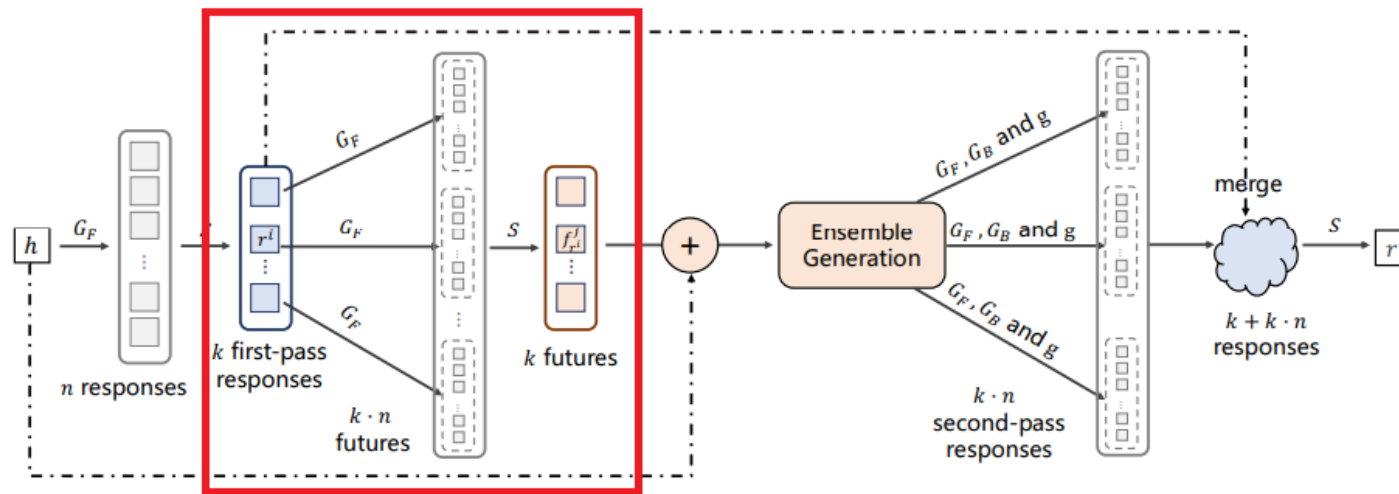 h
G_F
n responses
S
r^i
k first-pass
responses
G_F
G_F
G_F
k · n
futures
S
f_{r^i}^j
k futures
+
Ensemble
Generation
G_F, G_B and g
G_F, G_B and g
G_F, G_B and g
k · n
second-pass
responses
merge
k + k · n
responses
S
r